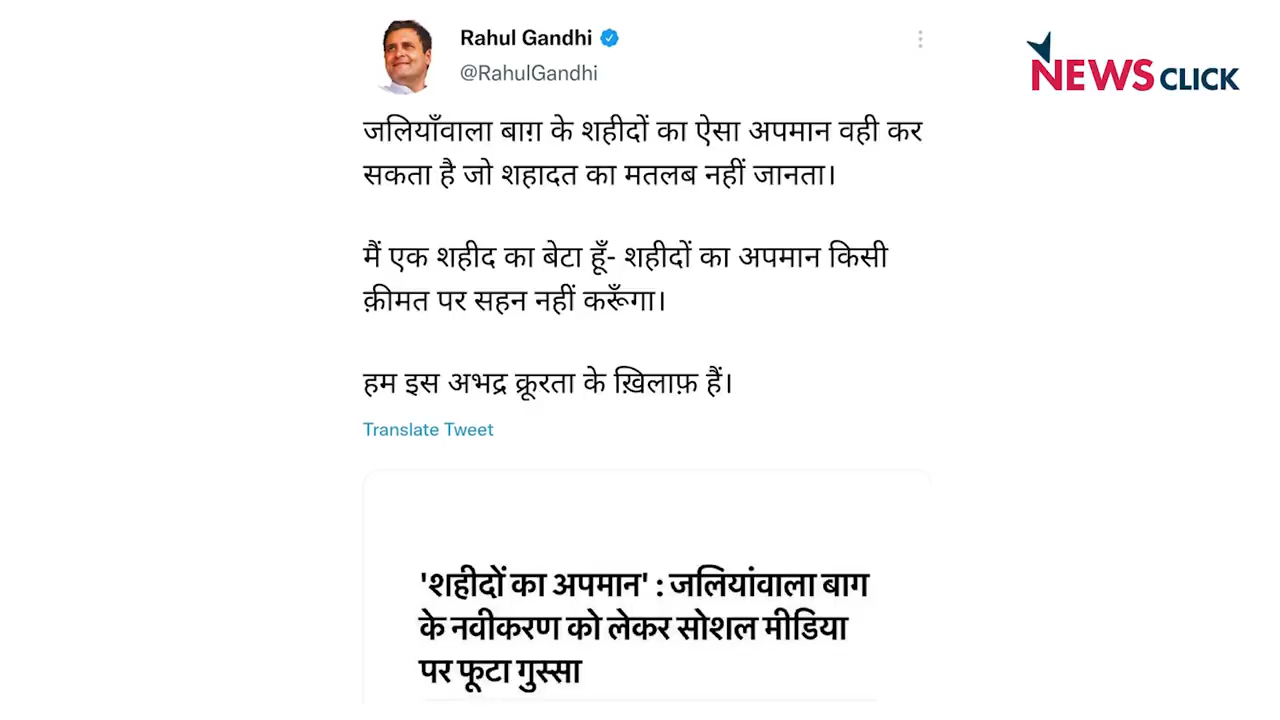 Rahul Gandhi
@RahulGandhi
NEWS CLICK
जलियाँवाला बाग़ के शहीदों का ऐसा अपमान वही कर
सकता है जो शहादत का मतलब नहीं जानता।
मैं एक शहीद का बेटा हूँ- शहीदों का अपमान किसी
क़ीमत पर सहन नहीं करूँगा।
हम इस अभद्र क्रूरता के ख़िलाफ़ हैं।
Translate Tweet
'शहीदों का अपमान' : जलियांवाला बाग
के नवीकरण को लेकर सोशल मीडिया
पर फूटा गुस्सा